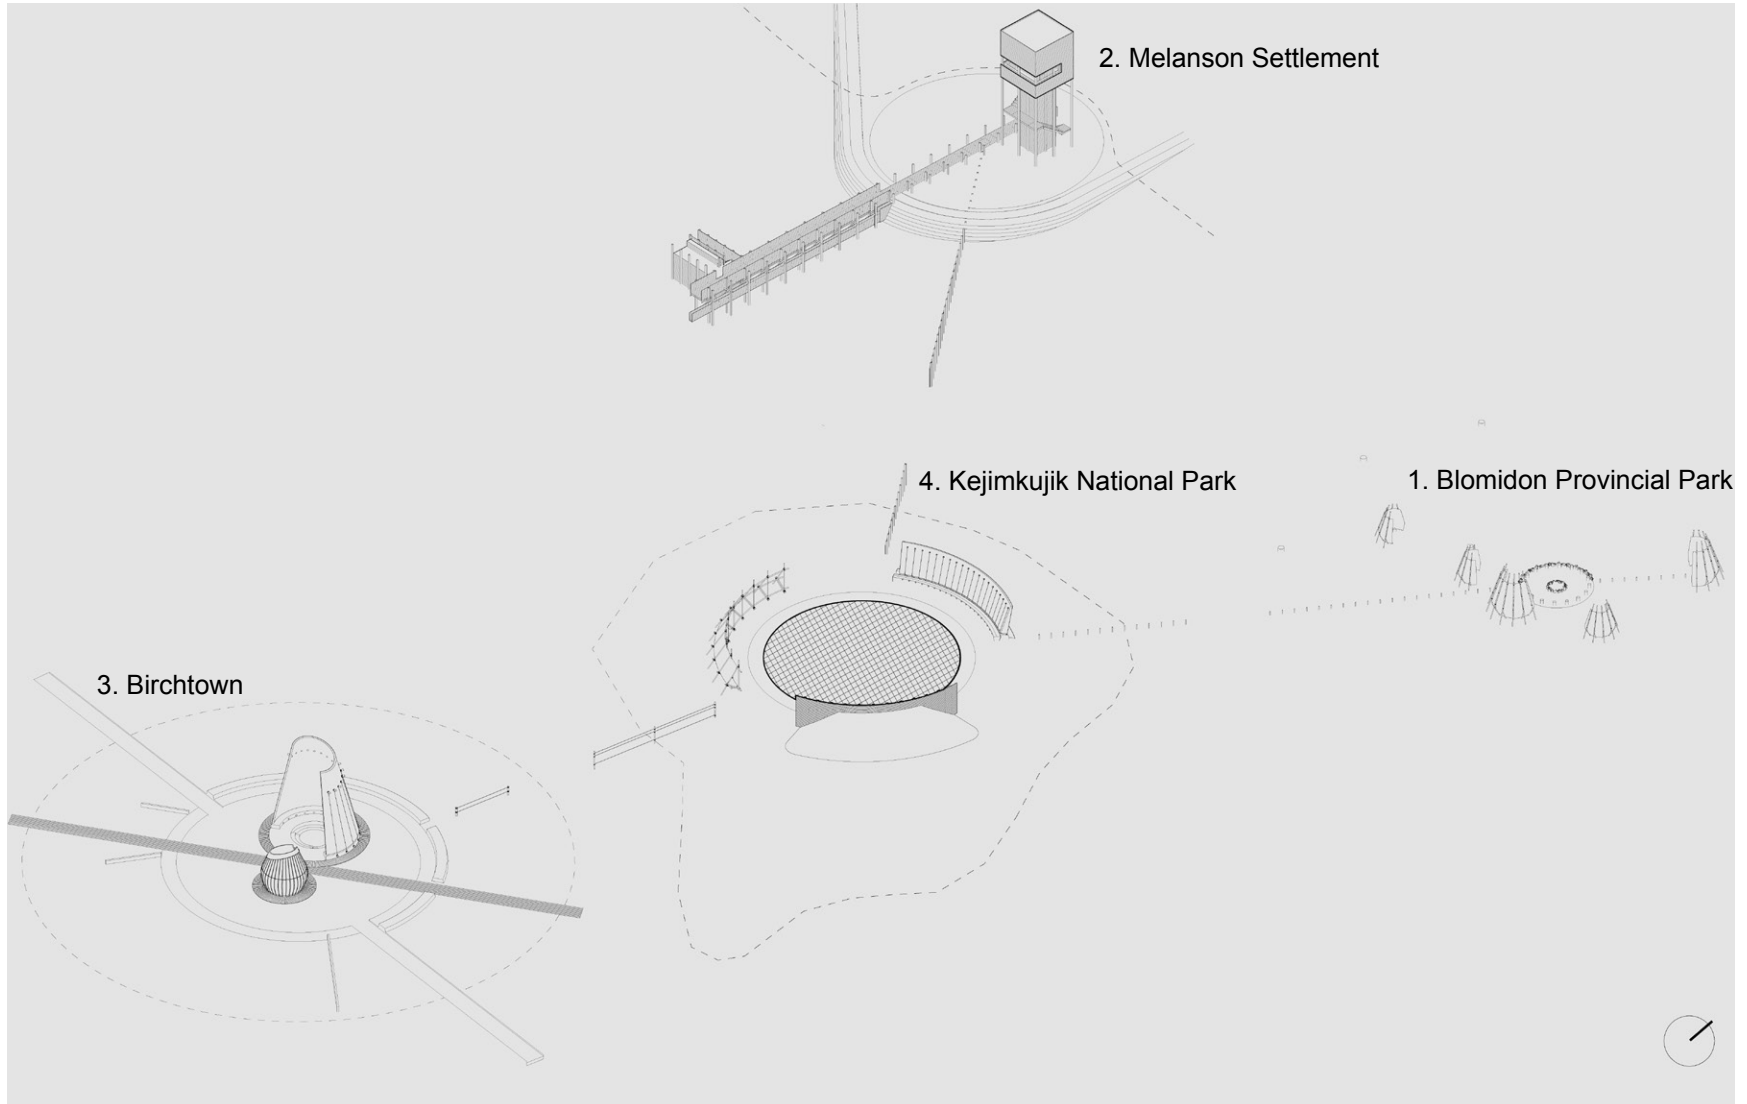 2. Melanson Settlement
4. Kejimkujik National Park
1. Blomidon Provincial Park
3. Birchtown